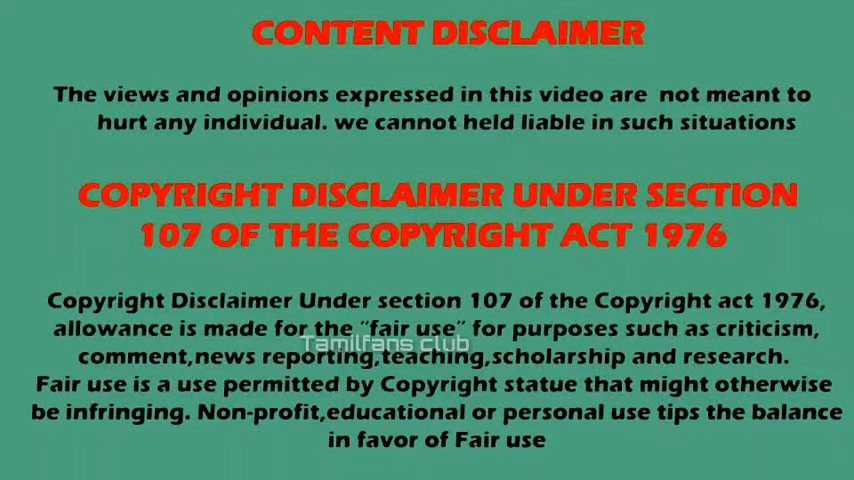 CONTENT DISCLAIMER
The views and opinions expressed in this video are not meant to
hurt any individual. we cannot held liable in such situations
COPYRIGHT DISCLAIMER UNDER SECTION
107 OF THE COPYRIGHT ACT 1976
Copyright Disclaimer Under section 107 of the Copyright act 1976,
allowance is made for the "fair use" for purposes such as criticism,
Tamilfans club
comment,news reporting,teaching,scholarship and research.
Fair use is a use permitted by Copyright statue that might otherwise
be infringing. Non-profit,educational or personal use tips the balance
in favor of Fair use